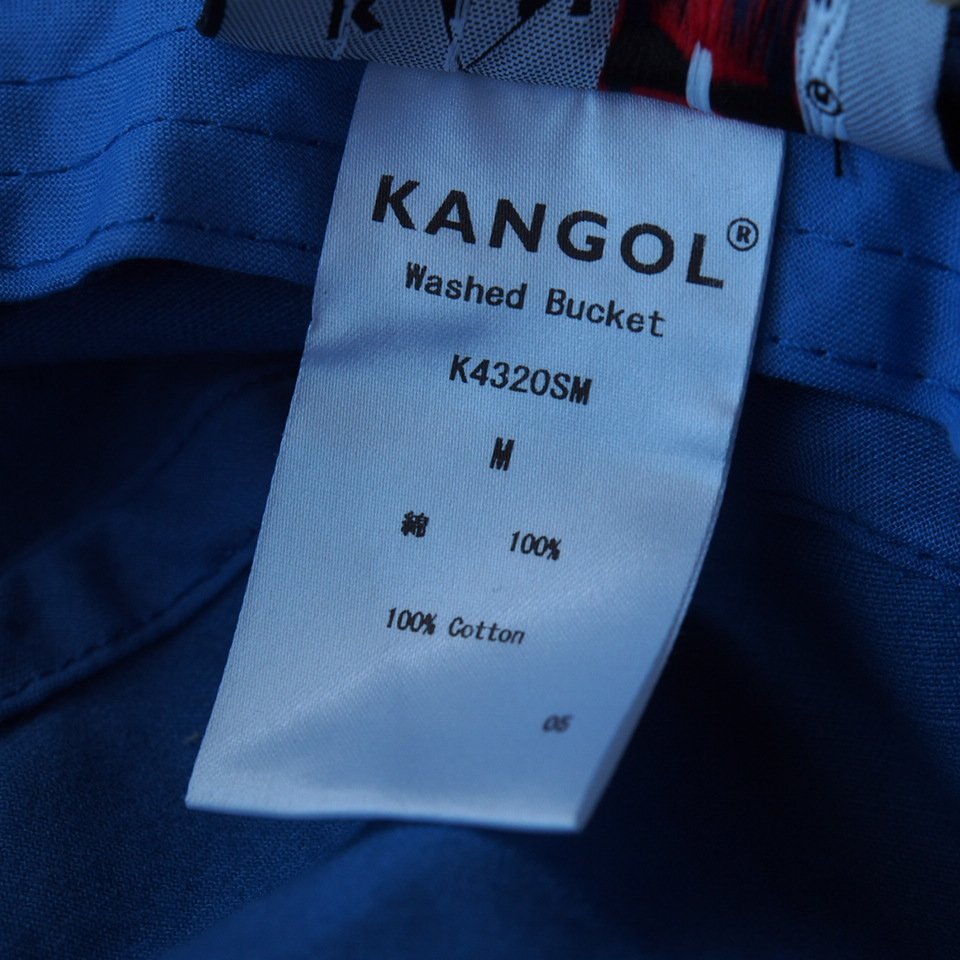 KANGOL®
Washed Bucket
K4320SM
M
綿 100%
100% Cotton
05